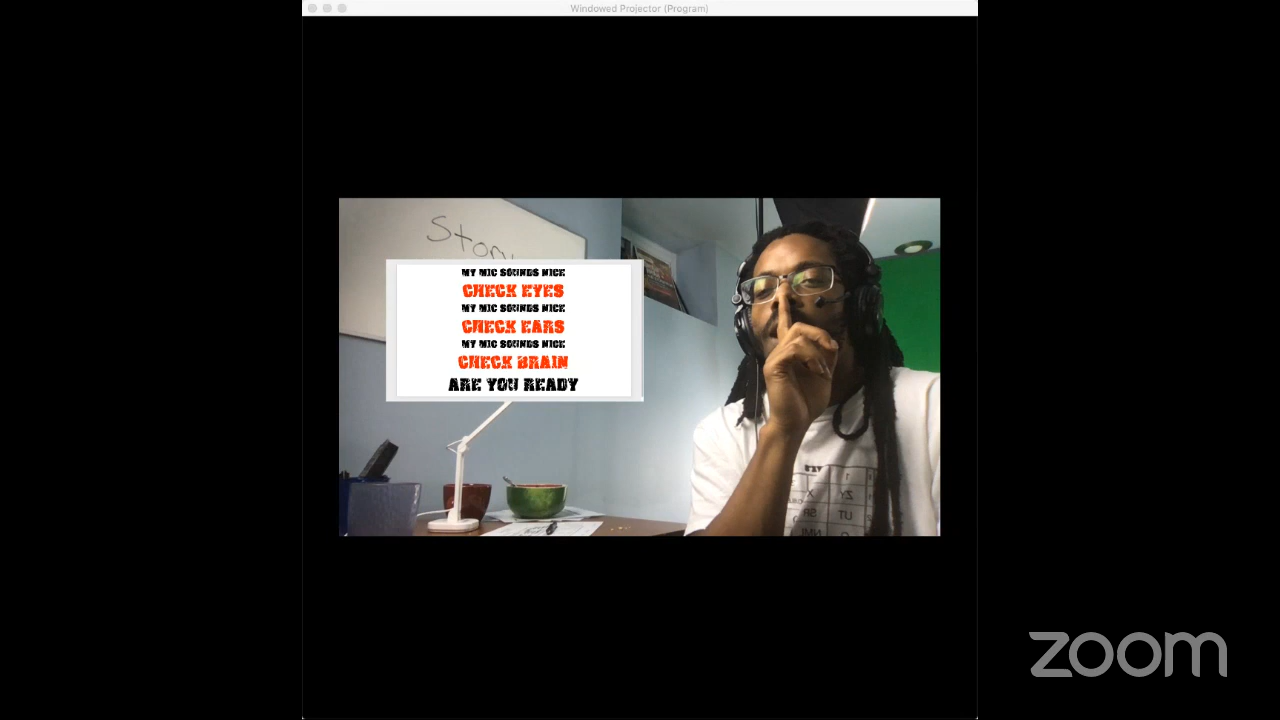 Windowed Projector (Program)
Stor
MY MIC SOUNDS NICE
CHECK EYES
MY MIC SOUNDS NICE
CHECK EARS
MY MIC SOUNDS NICE
CHECK BRAIN
ARE YOU READY
zoom